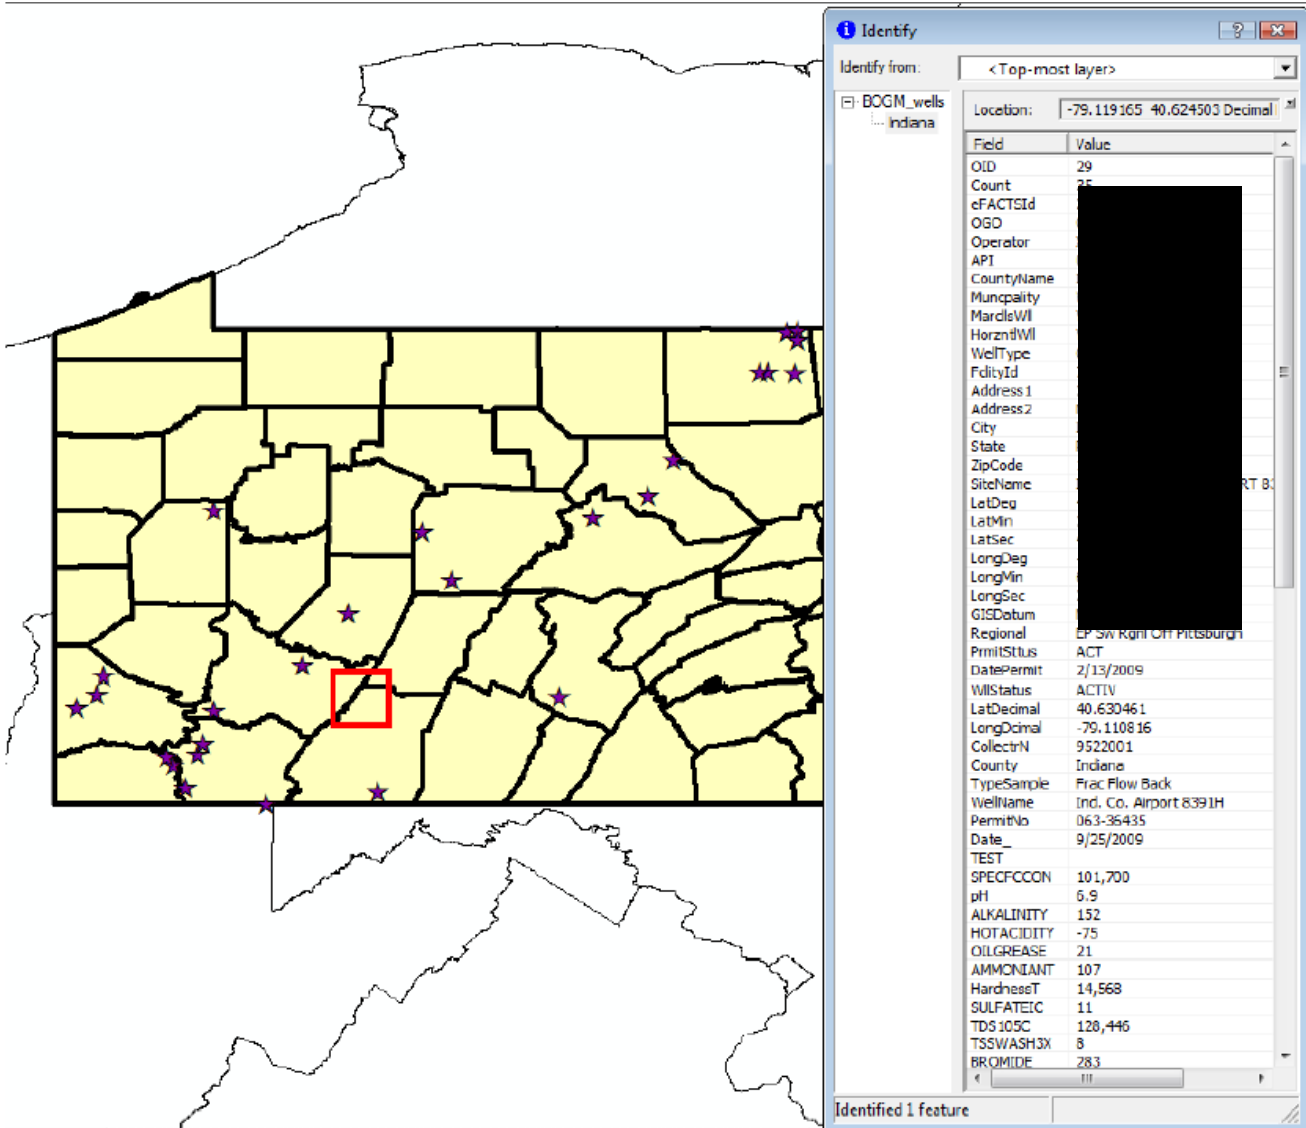 Identify
Identify from: <Top-most layer>
BOGM_wells
Indiana
Location: -79.119165 40.624503 Decimal
Field Value
OID 29
Count
eFACTSId
OGO
Operator
API
CountyName
Muncpality
MarcllsWll
HorzntlWll
WellType
FclityId
Address1
Address2
City
State
ZipCode
SiteName RT 83
LatDeg
LatMin
LatSec
LongDeg
LongMin
LongSec
GISDatum
Regional EP SW Rgnl Off Pittsburgh
PrmitSttus ACT
DatePermit 2/13/2009
WllStatus ACTIV
LatDecimal 40.630461
LongDcimal -79.110816
CollectrN 9522001
County Indiana
TypeSample Frac Flow Back
WellName Ind. Co. Airport 8391H
PermitNo 063-36435
Date_ 9/25/2009
TEST
SPECFCCON 101,700
pH 6.9
ALKALINITY 152
HOTACIDITY -75
OILGREASE 21
AMMONIANT 107
HardnessT 14,568
SULFATEIC 11
TDS105C 128,446
TSSWASH3X 8
BROMIDE 283
Identified 1 feature